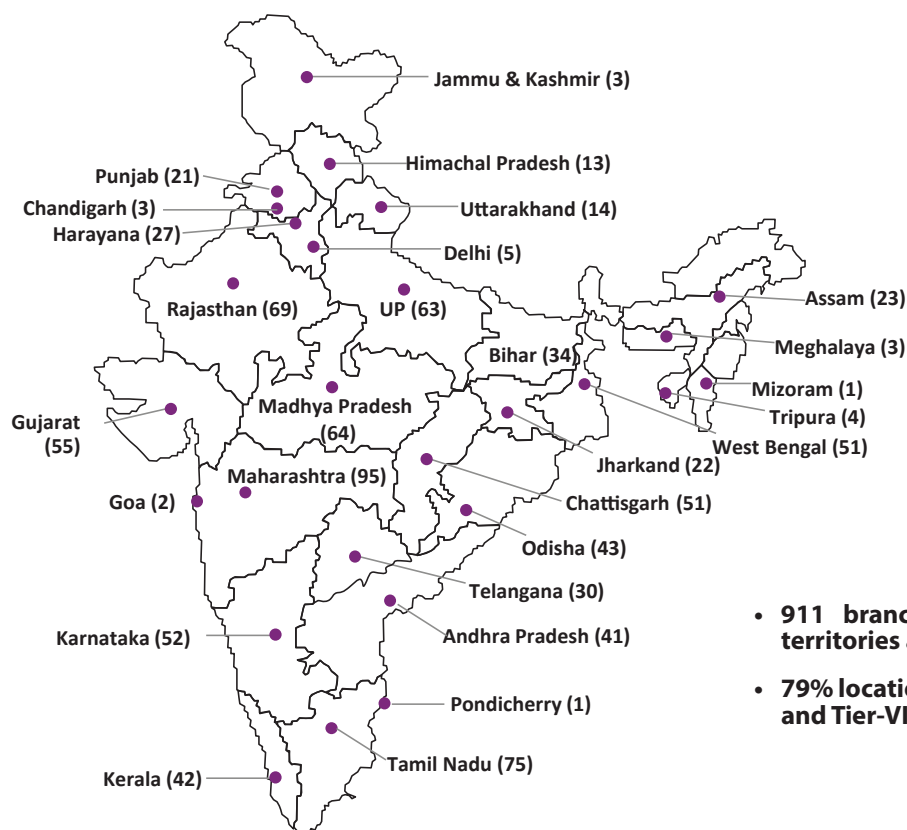 Jammu & Kashmir (3)
Himachal Pradesh (13)
Punjab (21)
Chandigarh (3)
Uttarakhand (14)
Harayana (27)
Delhi (5)
Rajasthan (69)
UP (63)
Assam (23)
Meghalaya (3)
Bihar (34)
Mizoram (1)
Madhya Pradesh
(64)
Tripura (4)
Gujarat
(55)
West Bengal (51)
Jharkand (22)
Maharashtra (95)
Goa (2)
Chattisgarh (51)
Odisha (43)
Telangana (30)
Karnataka (52)
Andhra Pradesh (41)
Pondicherry (1)
Tamil Nadu (75)
Kerala (42)
• 911 branc
territories
• 79% locatio
and Tier-VI